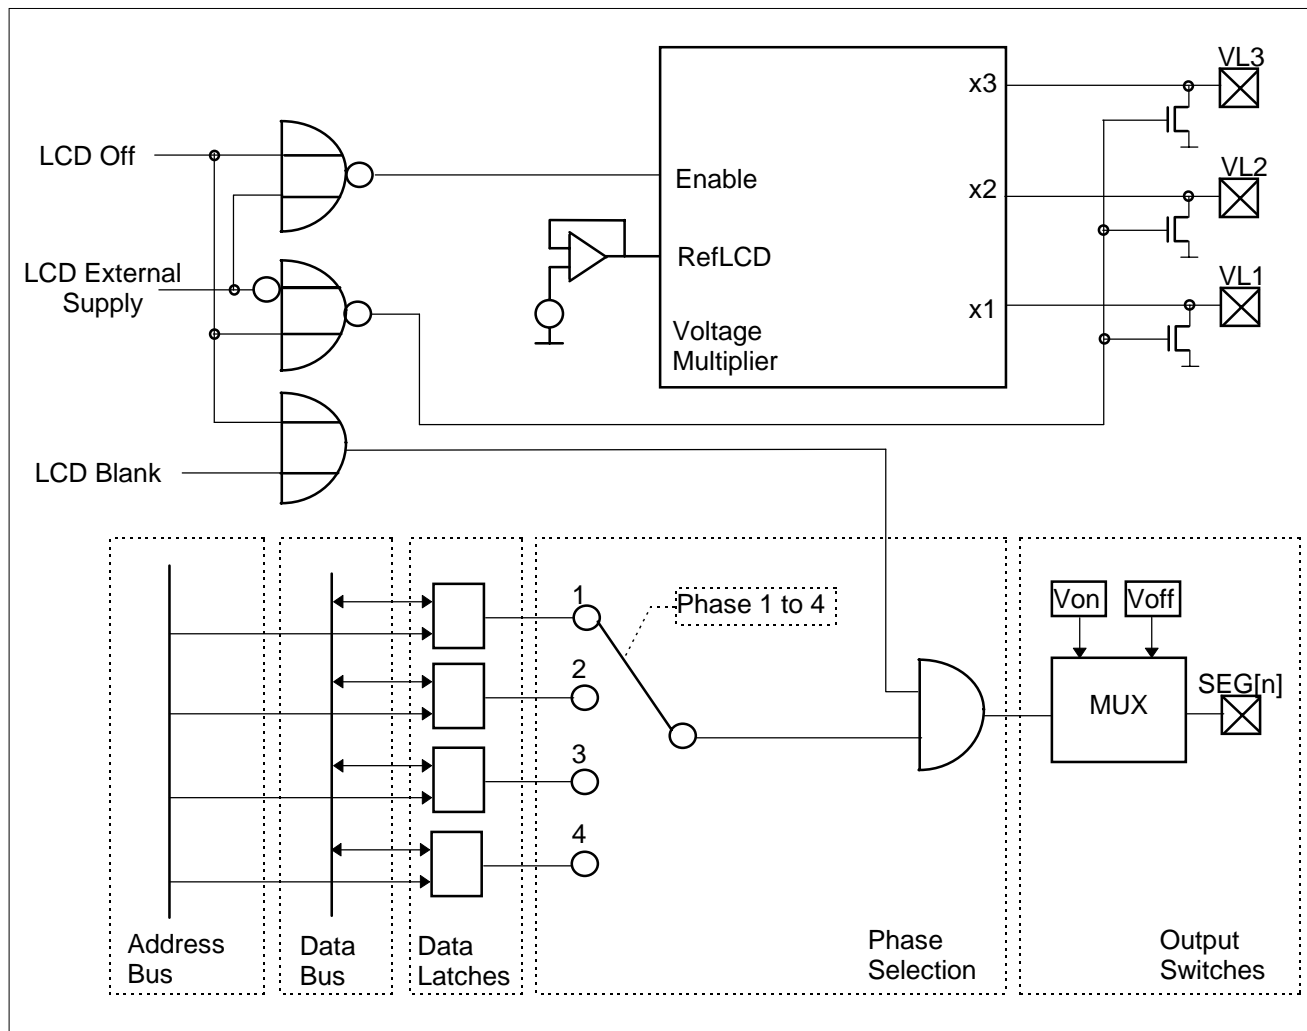 VL3
x3
LCD Off
Enable
x2
VL2
LCD External
Supply
RefLCD
x1
VL1
Voltage
Multiplier
LCD Blank
1
Phase 1 to 4
Von
Voff
2
MUX
SEG[n]
3
4
Address
Bus
Data
Bus
Data
Latches
Phase
Selection
Output
Switches